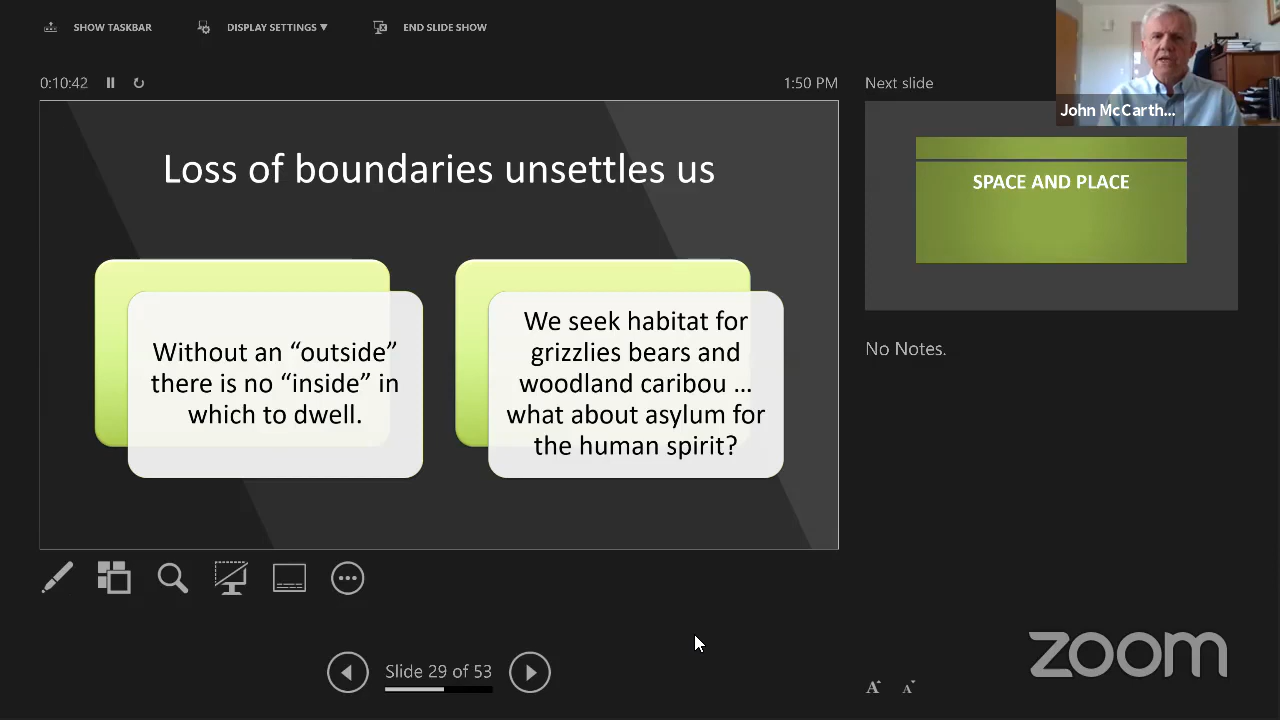 SHOW TASKBAR
DISPLAY SETTINGS ▼
END SLIDE SHOW
0:10:42
1:50 PM
Next slide
John McCarth...
Loss of boundaries unsettles us
Without an “outside”
there is no “inside” in
which to dwell.
We seek habitat for
grizzlies bears and
woodland caribou ...
what about asylum for
the human spirit?
SPACE AND PLACE
No Notes.
Slide 29 of 53
A A
zoom